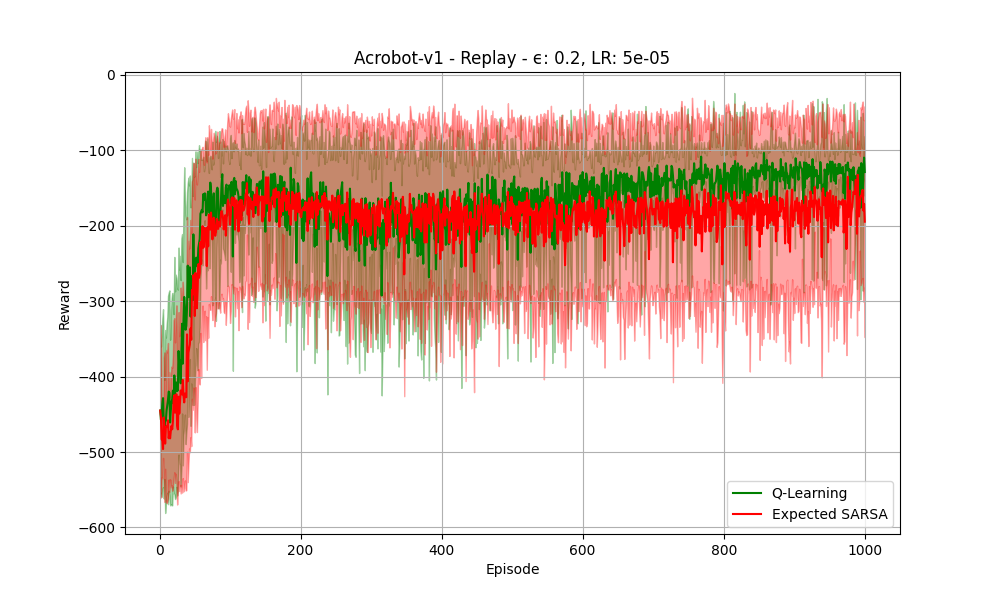 Acrobot-v1 - Replay - ϵ: 0.2, LR: 5e-05
0
−100
−200
−300
−400
−500
−600
Reward
0
200
400
600
800
1000
Episode
Q-Learning
Expected SARSA